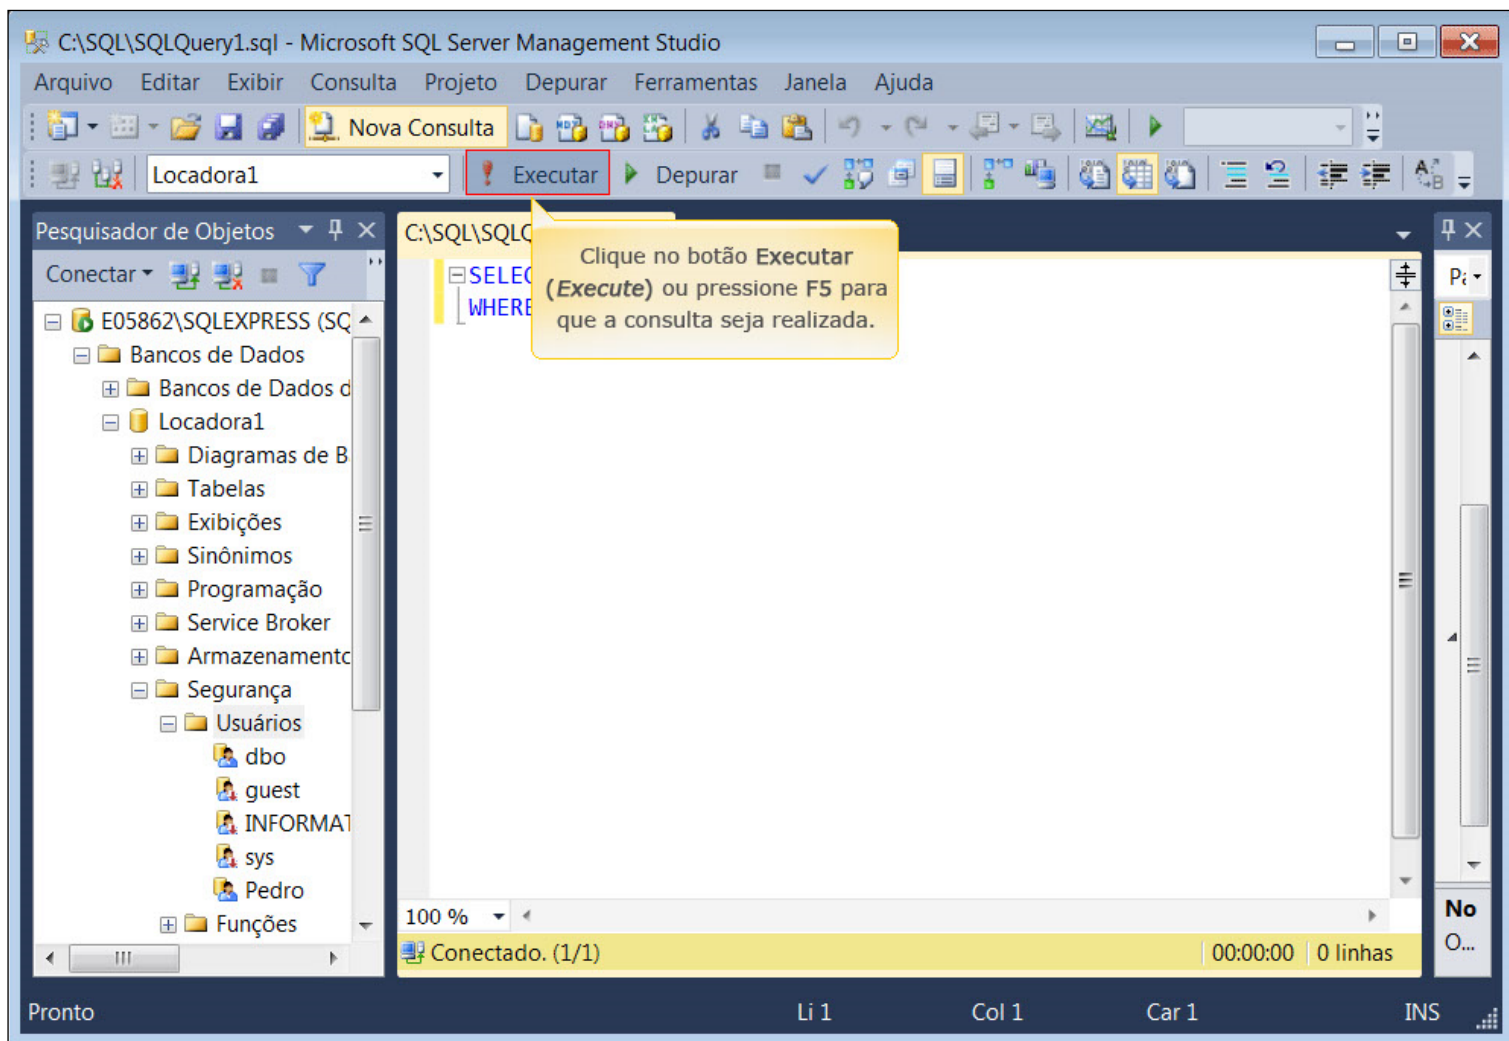 C:\SQL\SQLQuery1.sql - Microsoft SQL Server Management Studio
Arquivo Editar Exibir Consulta Projeto Depurar Ferramentas Janela Ajuda
Nova Consulta
Locadora1 Executar Depurar
Pesquisador de Objetos
Conectar
E05862\SQLEXPRESS (SQ
Bancos de Dados
Bancos de Dados d
Locadora1
Diagramas de B
Tabelas
Exibições
Sinônimos
Programação
Service Broker
Armazenamento
Segurança
Usuários
dbo
guest
INFORMAT
sys
Pedro
Funções
C:\SQL\SQLQ
SELEC
WHERE
Clique no botão Executar
(Execute) ou pressione F5 para
que a consulta seja realizada.
100 %
Conectado. (1/1) 00:00:00 0 linhas
No
O...
Pronto Li 1 Col 1 Car 1 INS